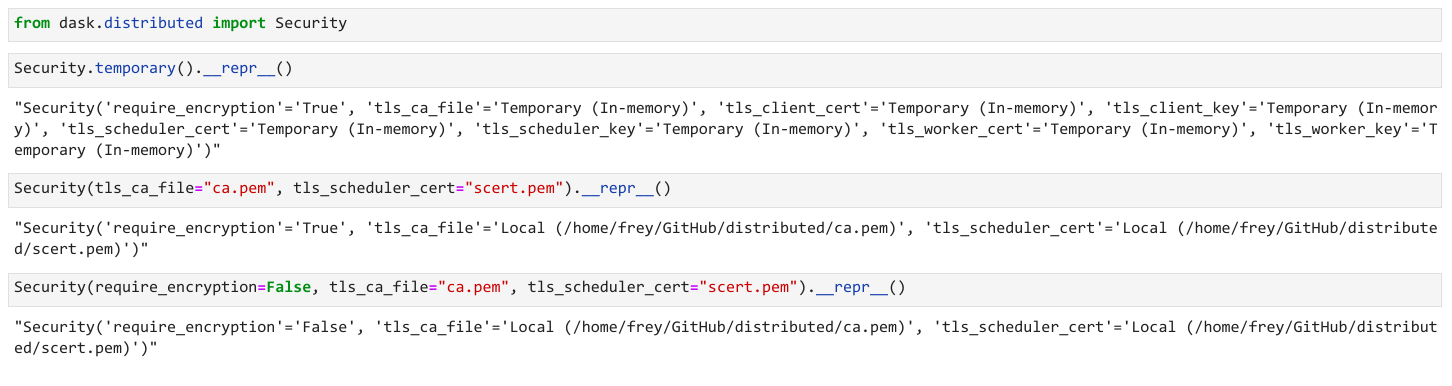 from dask.distributed import Security
Security.temporary().__repr__()
"Security('require_encryption'='True', 'tls_ca_file'='Temporary (In-memory)', 'tls_client_cert'='Temporary (In-memory)', 'tls_client_key'='Temporary (In-memor
y)', 'tls_scheduler_cert'='Temporary (In-memory)', 'tls_scheduler_key'='Temporary (In-memory)', 'tls_worker_cert'='Temporary (In-memory)', 'tls_worker_key'='T
emporary (In-memory)')"
Security(tls_ca_file="ca.pem", tls_scheduler_cert="scert.pem").__repr__()
"Security('require_encryption'='True', 'tls_ca_file'='Local (/home/frey/GitHub/distributed/ca.pem)', 'tls_scheduler_cert'='Local (/home/frey/GitHub/distribute
d/scert.pem)')"
Security(require_encryption=False, tls_ca_file="ca.pem", tls_scheduler_cert="scert.pem").__repr__()
"Security('require_encryption'='False', 'tls_ca_file'='Local (/home/frey/GitHub/distributed/ca.pem)', 'tls_scheduler_cert'='Local (/home/frey/GitHub/distribut
ed/scert.pem)')"